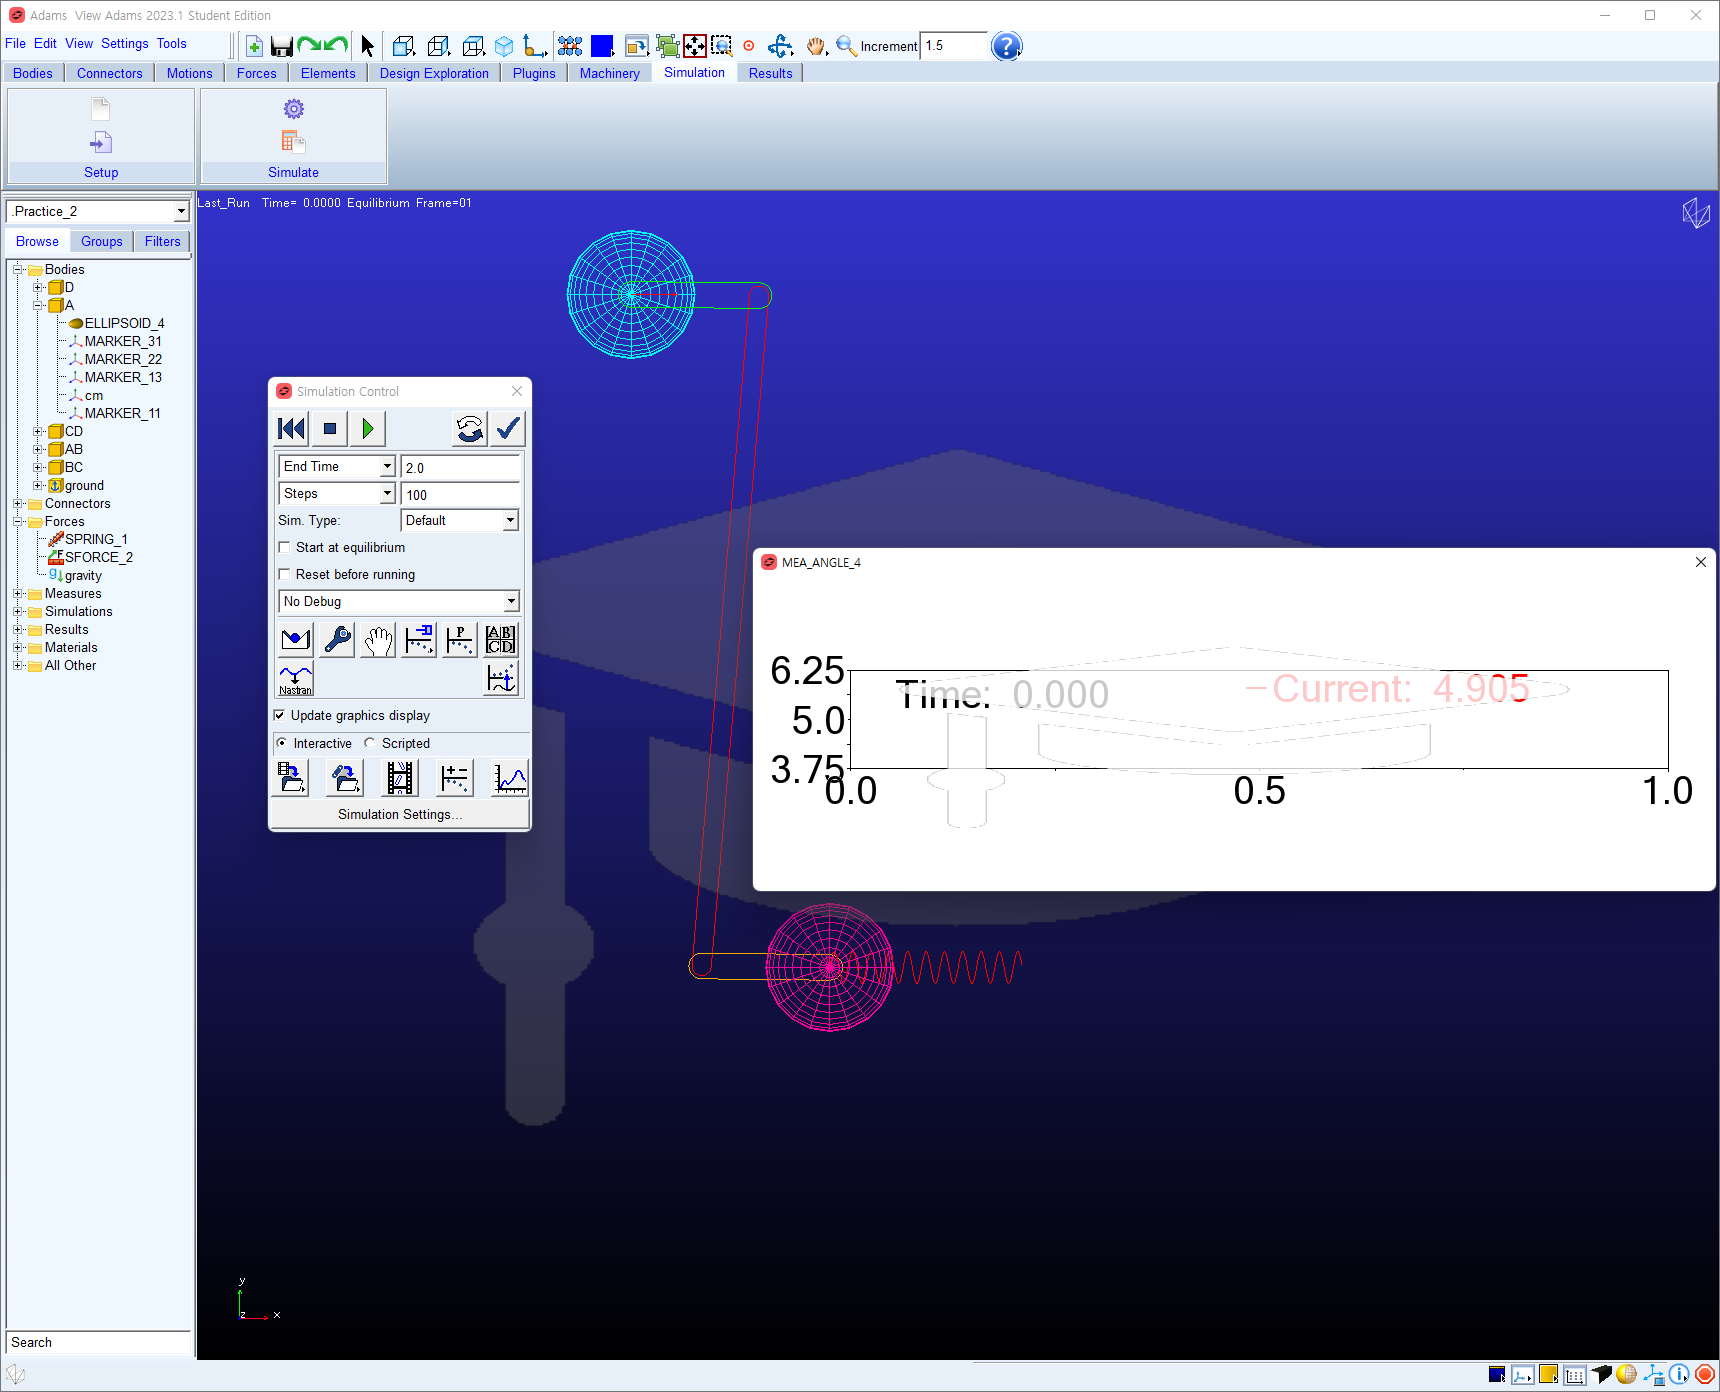 Adams  View Adams 2023.1 Student Edition
File  Edit  View  Settings  Tools
Increment  1.5
Bodies  Connectors  Motions  Forces  Elements  Design Exploration  Plugins  Machinery  Simulation  Results
Setup  Simulate
.Practice_2
Browse  Groups  Filters
Bodies
D
A
ELLIPSOID_4
MARKER_31
MARKER_22
MARKER_13
cm
MARKER_11
CD
AB
BC
ground
Connectors
Forces
SPRING_1
SFORCE_2
gravity
Measures
Simulations
Results
Materials
All Other
Search
Last_Run  Time= 0.0000 Equilibrium Frame=01
Simulation Control
End Time  2.0
Steps  100
Sim. Type:  Default
Start at equilibrium
Reset before running
No Debug
P
A B
C D
Nastran
Update graphics display
Interactive  Scripted
Simulation Settings...
MEA_ANGLE_4
6.25
5.0
3.75
Time:  0.000  Current:  4.905
0.0  0.5  1.0
y
z  x